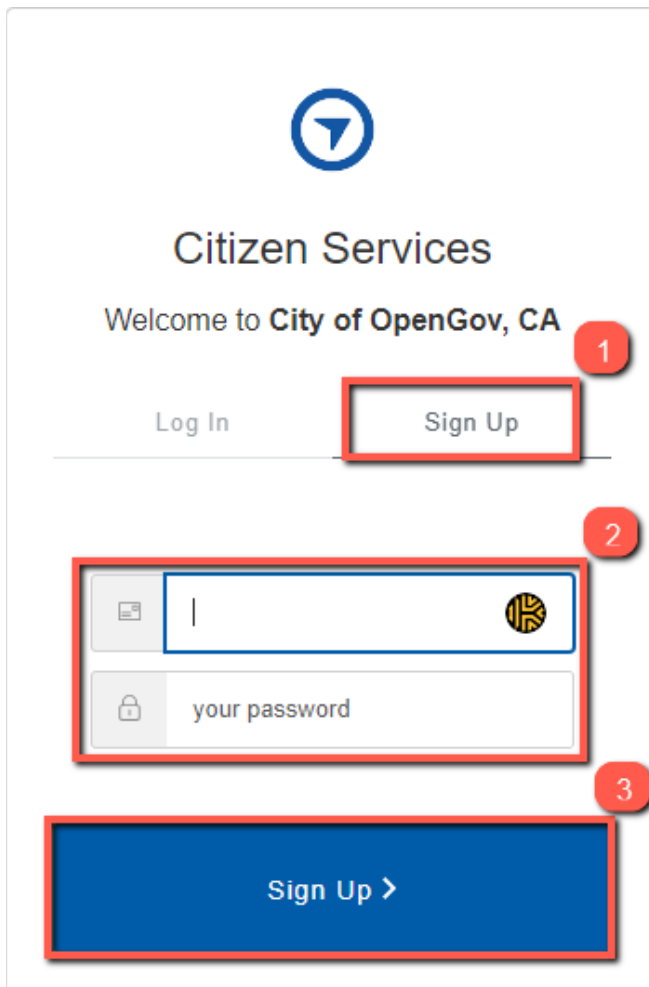 Citizen Services
Welcome to City of OpenGov, CA
1
Log In Sign Up
2
your password
3
Sign Up >